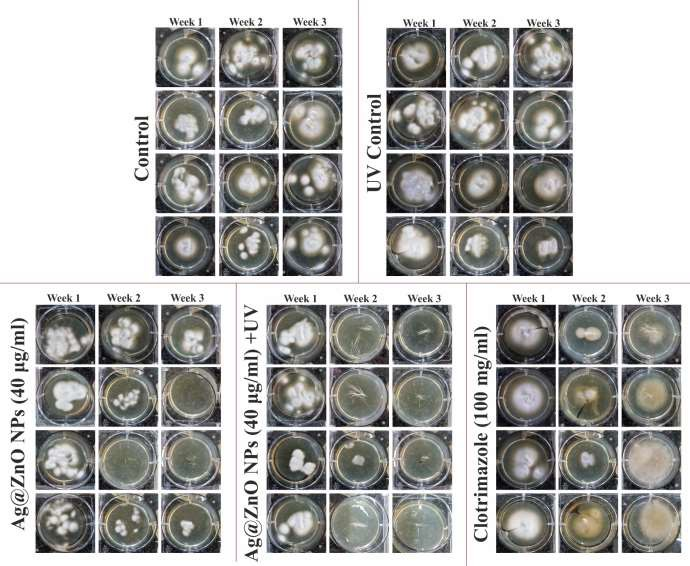 Week 1 Week 2 Week 3
Control
Week 1 Week 2 Week 3
UV Control
Week 1 Week 2 Week 3
Ag@ZnO NPs (40 µg/ml)
Week 1 Week 2 Week 3
Ag@ZnO NPs (40 µg/ml) +UV
Week 1 Week 2 Week 3
Clotrimazole (100 mg/ml)